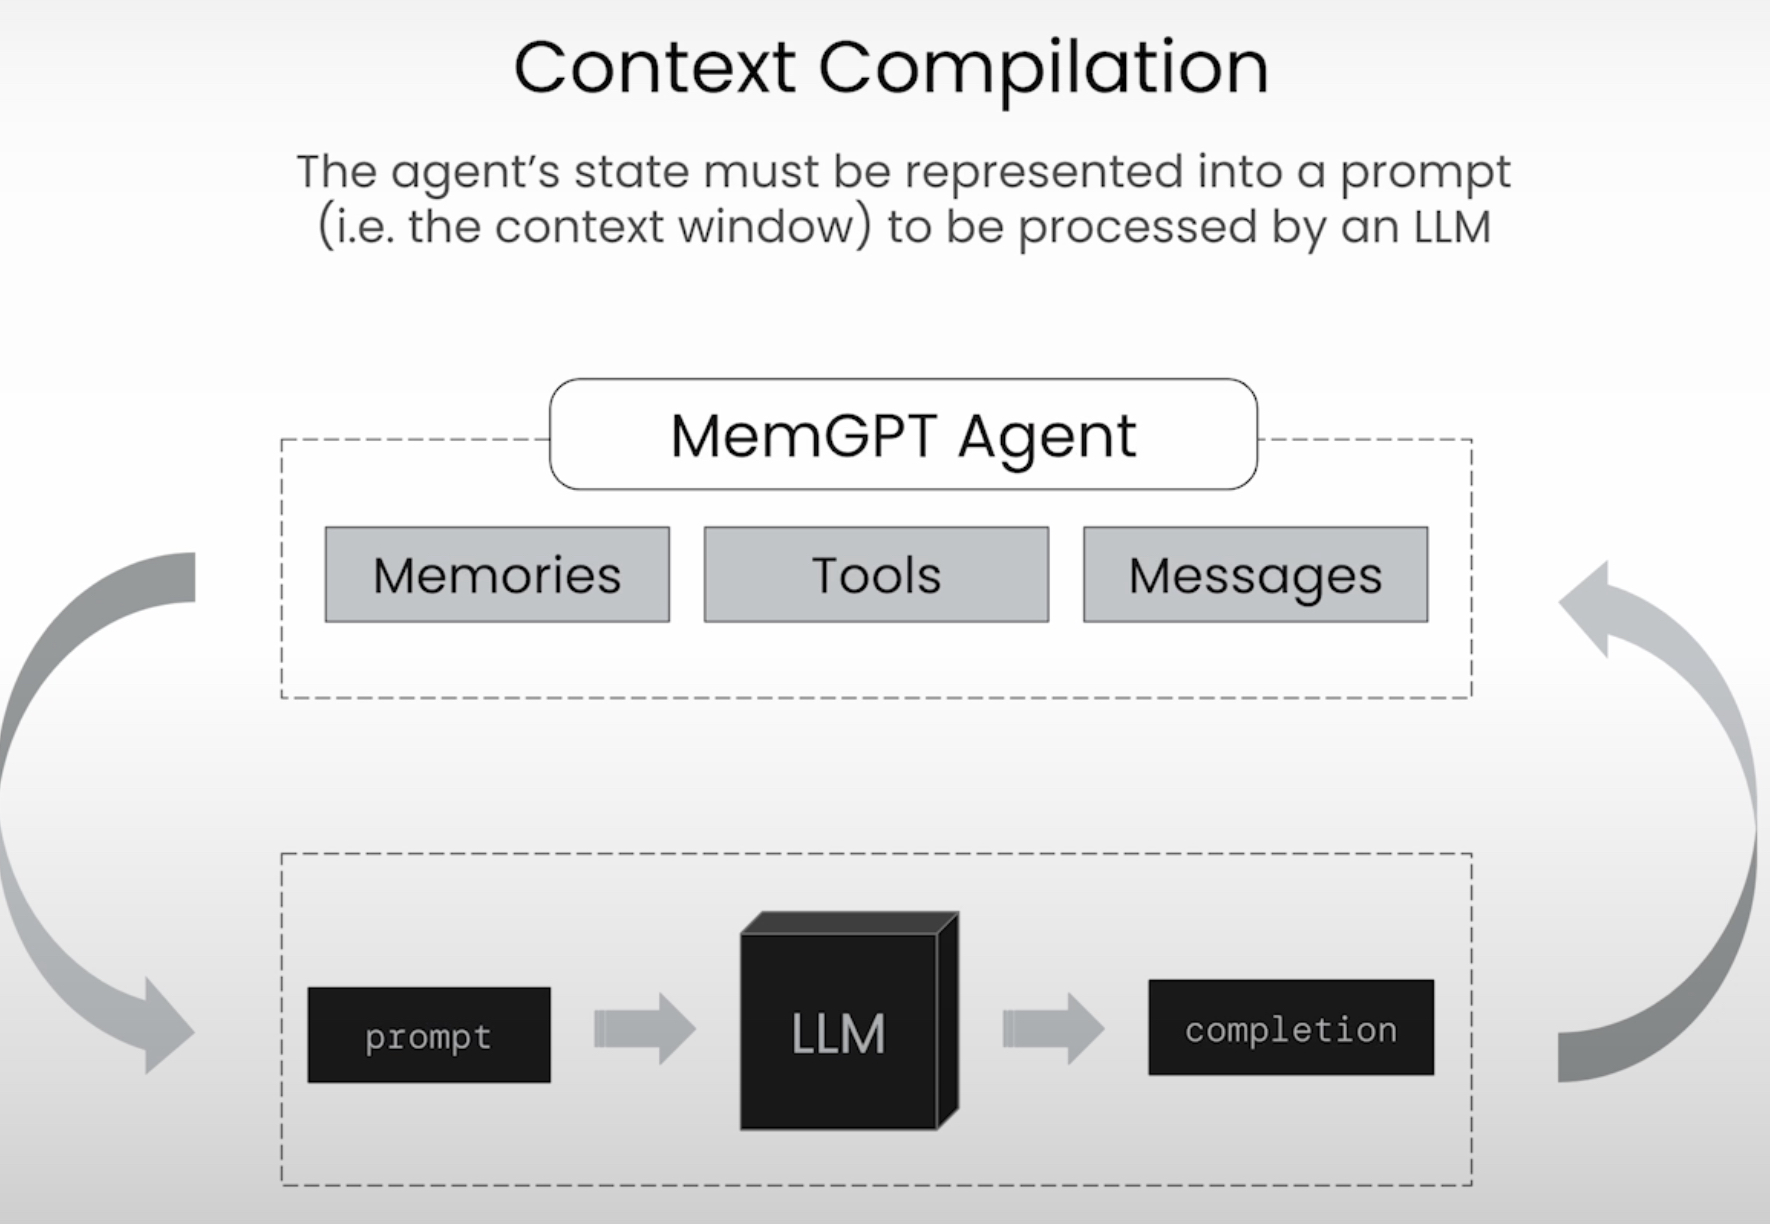 Context Compilation
The agent’s state must be represented into a prompt
(i.e. the context window) to be processed by an LLM
MemGPT Agent
Memories
Tools
Messages
prompt
LLM
completion